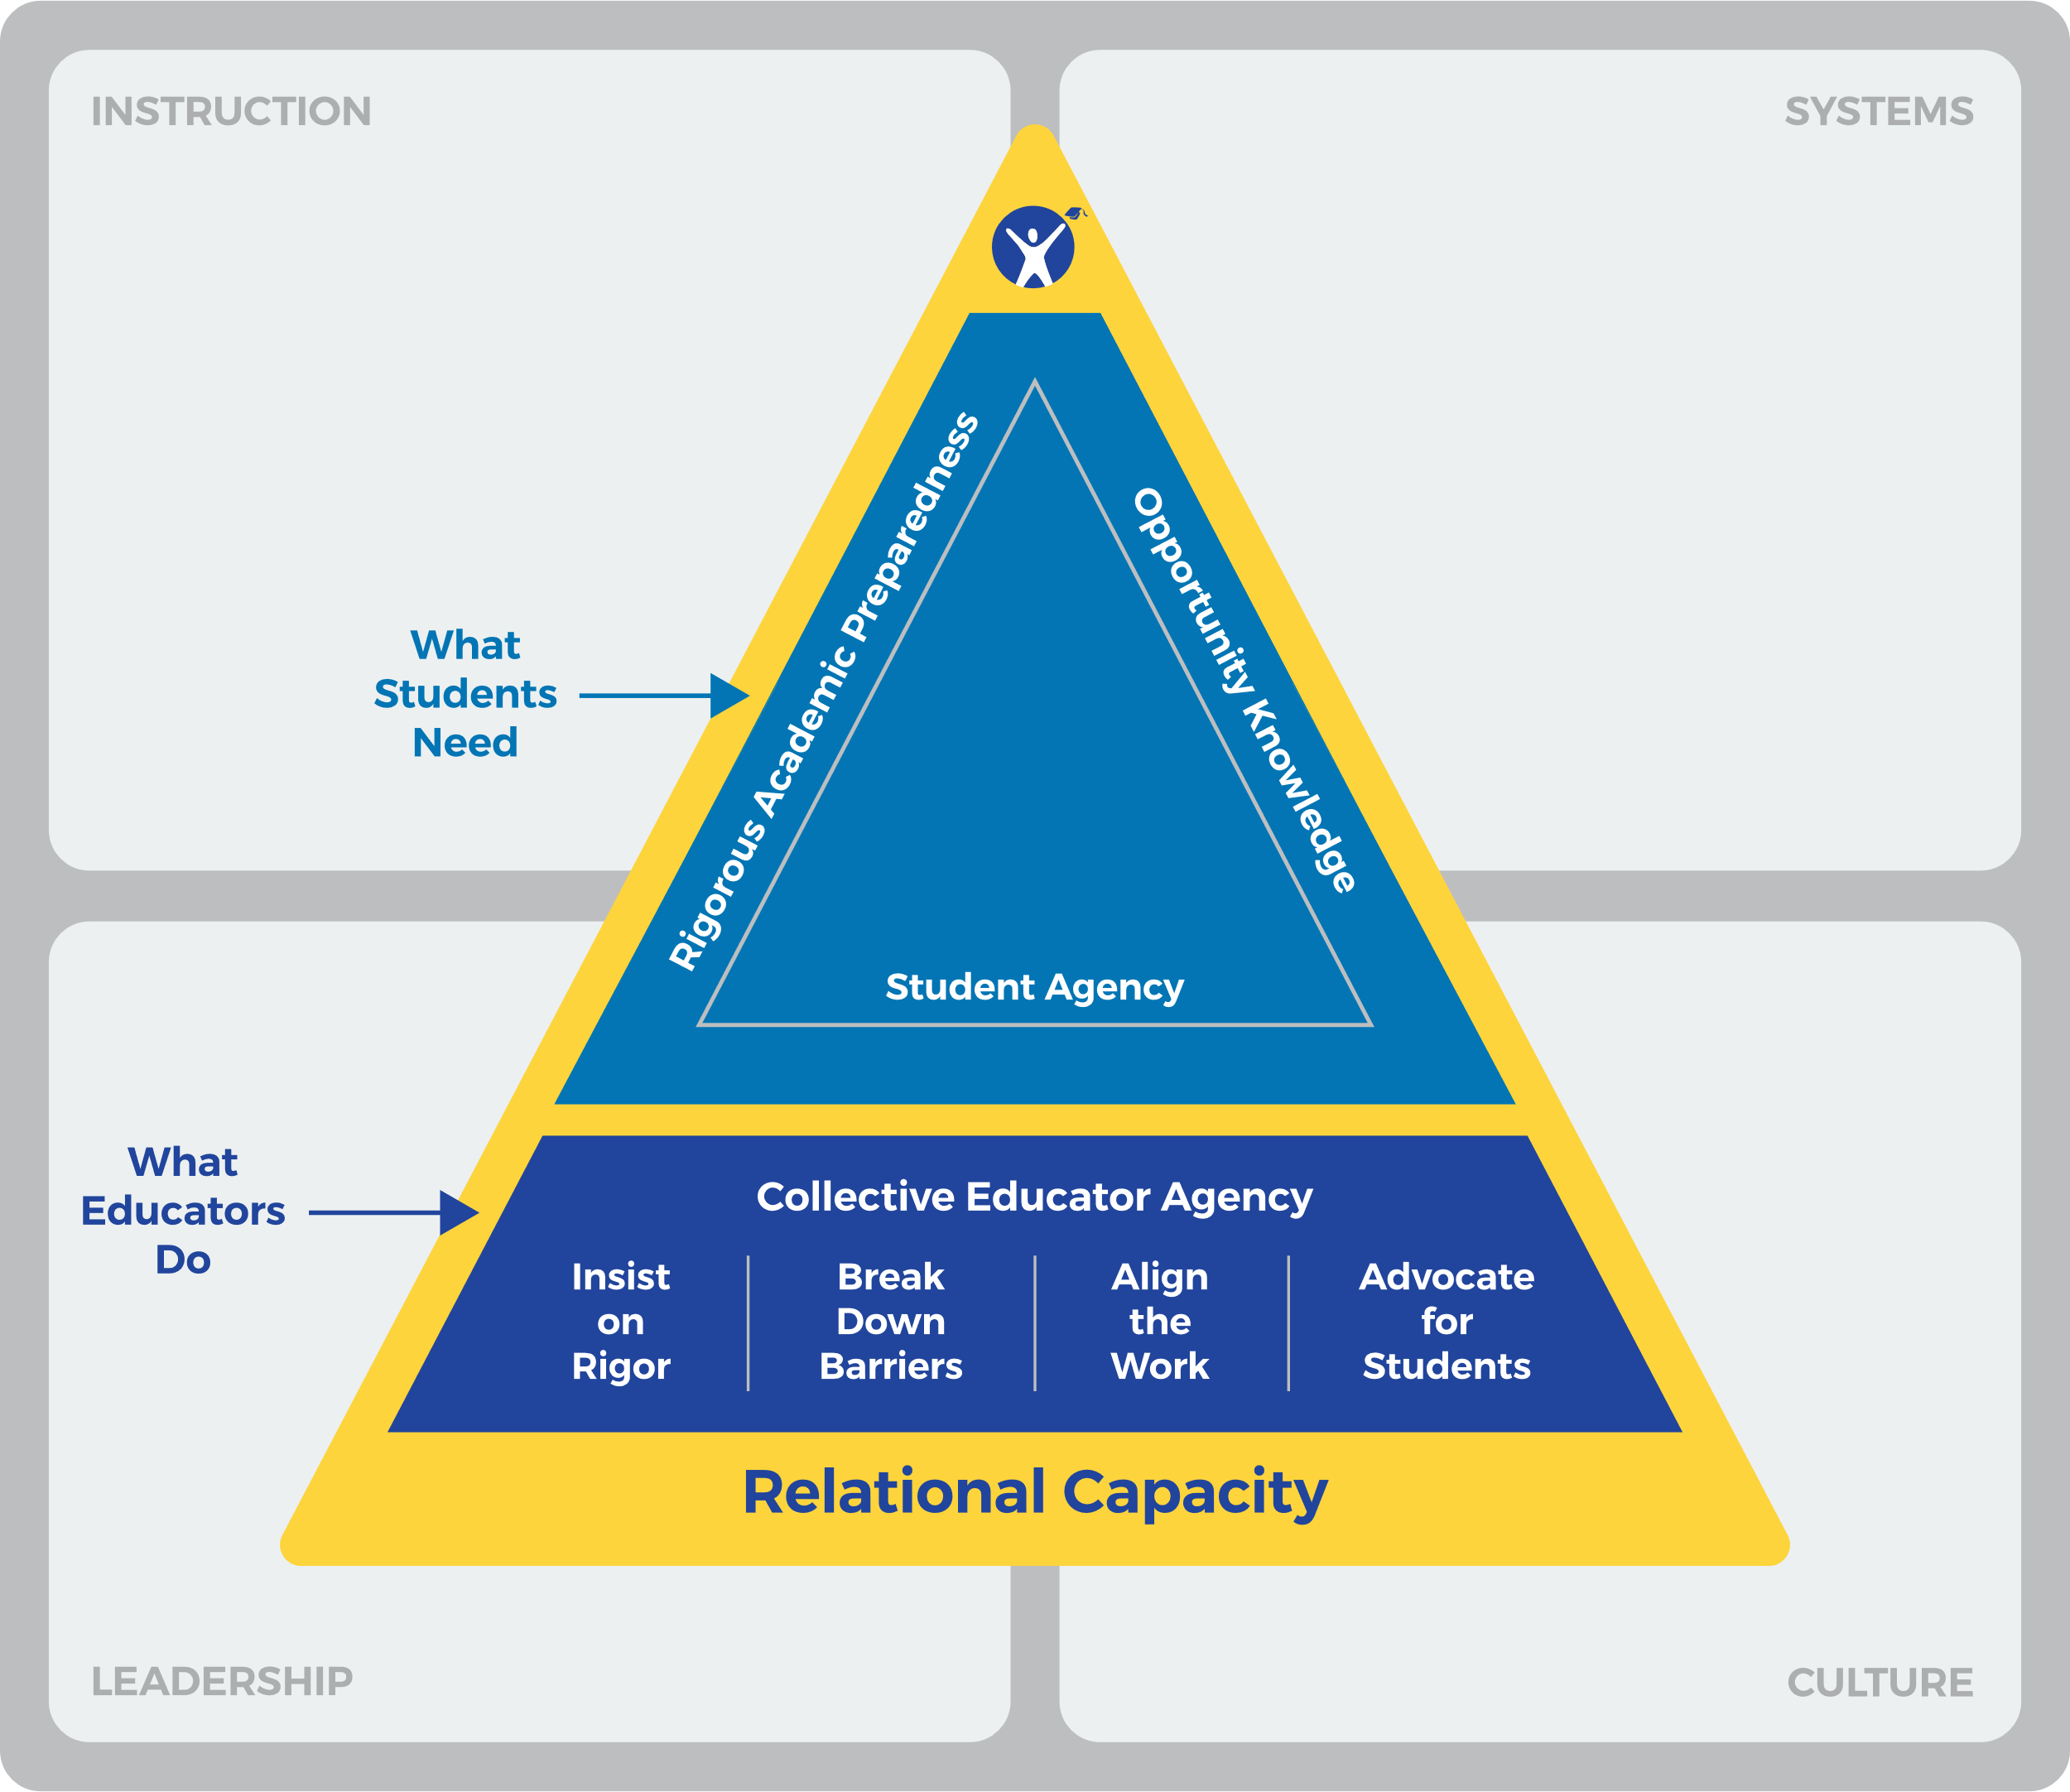 INSTRUCTION
SYSTEMS
Rigorous Academic Preparedness
Opportunity Knowledge
What
Students
Need
Student Agency
What
Educators
Do
Collective Educator Agency
Insist
on
Rigor
Break
Down
Barriers
Align
the
Work
Advocate
for
Students
Relational Capacity
LEADERSHIP
CULTURE